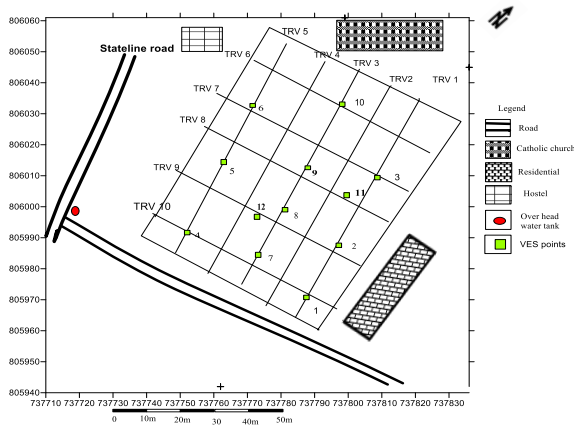 806060
806050
806040
806030
806020
806010
806000
805990
805980
805970
805960
805950
805940
737710 737720 737730 737740 737750 737760 737770 737780 737790 737800 737810 737820 737830
0 10m 20m 30m 40m 50m
N
Stateline road
TRV 5
TRV 4
TRV 6
TRV 3
TRV2
TRV 1
TRV 7
TRV 8
TRV 9
TRV 10
6
10
5
9
3
11
12
8
4
2
7
1
Legend
Road
Catholic church
Residential
Hostel
Over head
water tank
VES points